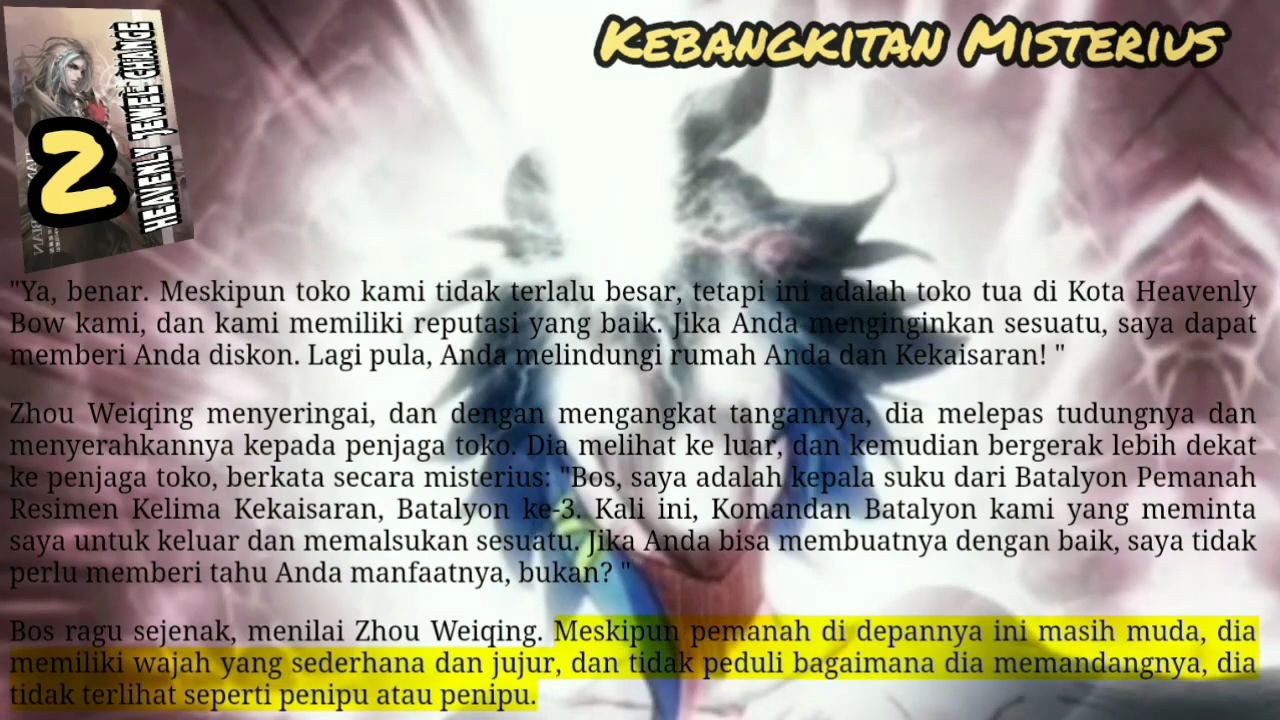 Kebangkitan Misterius
HEAVENLY JEWEL CHANGE
2
"Ya, benar. Meskipun toko kami tidak terlalu besar, tetapi ini adalah toko tua di Kota Heavenly
Bow kami, dan kami memiliki reputasi yang baik. Jika Anda menginginkan sesuatu, saya dapat
memberi Anda diskon. Lagi pula, Anda melindungi rumah Anda dan Kekaisaran! "
Zhou Weiqing menyeringai, dan dengan mengangkat tangannya, dia melepas tudungnya dan
menyerahkannya kepada penjaga toko. Dia melihat ke luar, dan kemudian bergerak lebih dekat
ke penjaga toko, berkata secara misterius: "Bos, saya adalah kepala suku dari Batalyon Pemanah
Resimen Kelima Kekaisaran, Batalyon ke-3. Kali ini, Komandan Batalyon kami yang meminta
saya untuk keluar dan memalsukan sesuatu. Jika Anda bisa membuatnya dengan baik, saya tidak
perlu memberi tahu Anda manfaatnya, bukan? "
Bos ragu sejenak, menilai Zhou Weiqing. Meskipun pemanah di depannya ini masih muda, dia
memiliki wajah yang sederhana dan jujur, dan tidak peduli bagaimana dia memandangnya, dia
tidak terlihat seperti penipu atau penipu.